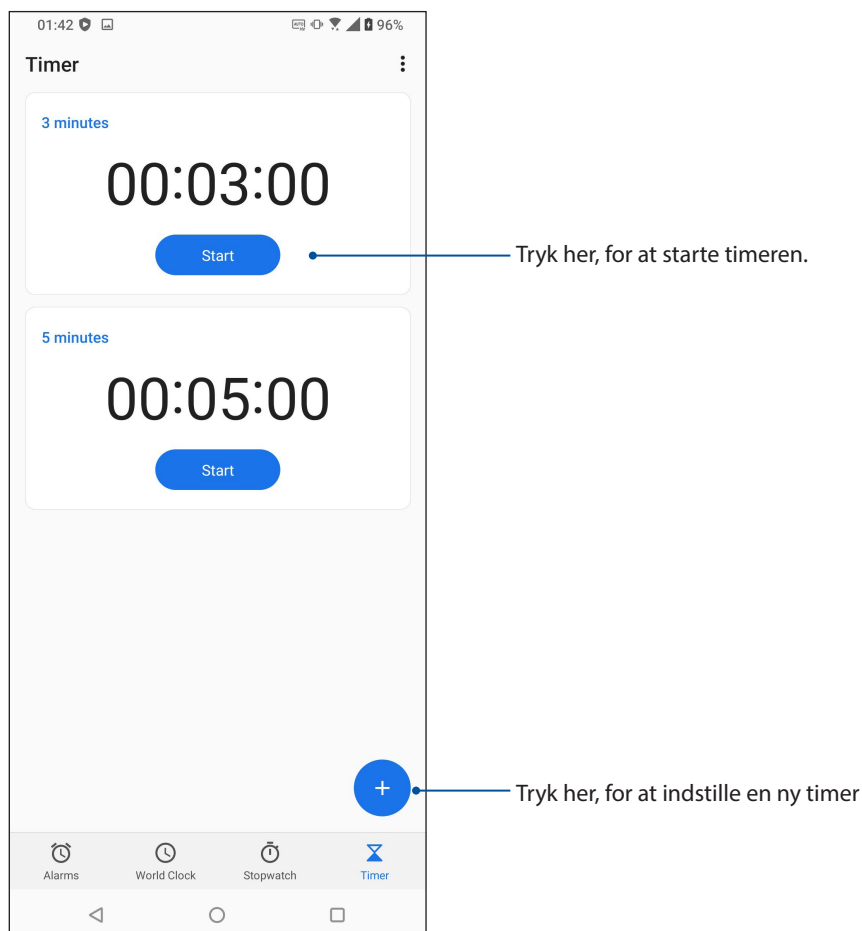 01:42 96%
Timer
3 minutes
00:03:00
Start
Tryk her, for at starte timeren.
5 minutes
00:05:00
Start
+
Tryk her, for at indstille en ny timer
Alarms World Clock Stopwatch Timer